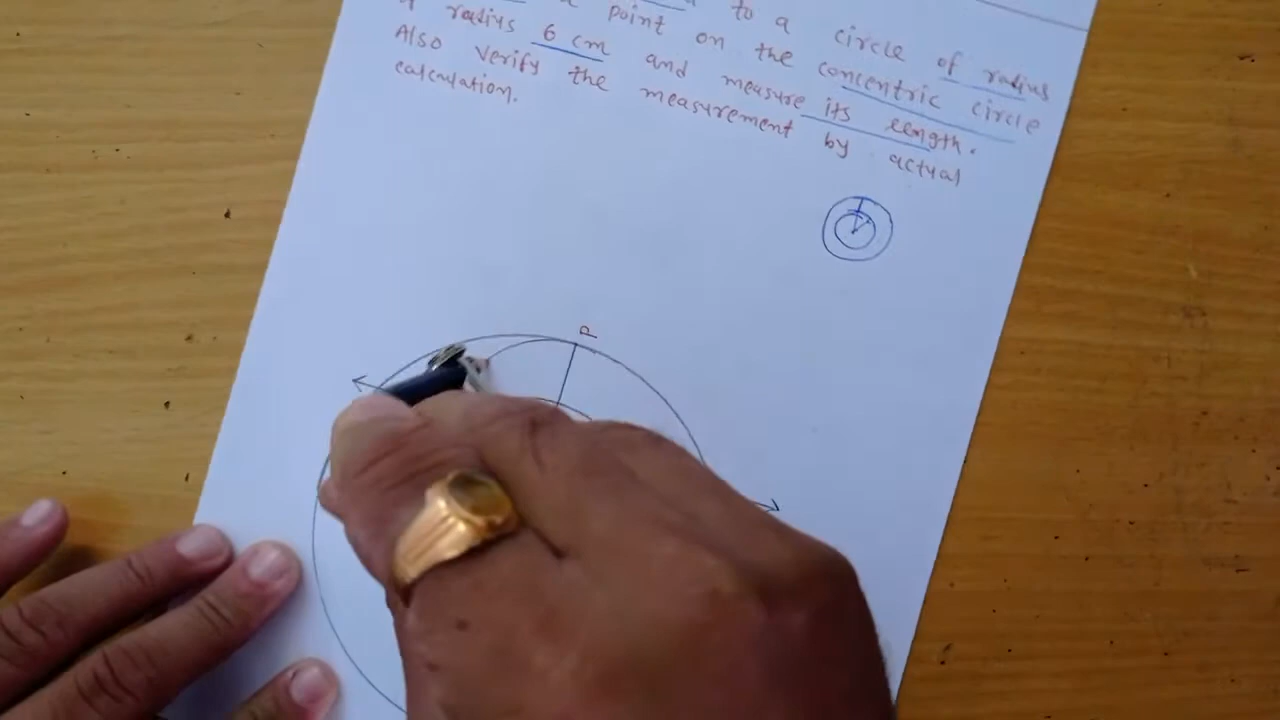 to a circle of radius
point on the concentric circle
radius 6 cm and measure its length.
Also verify the measurement by actual
calculation.
P